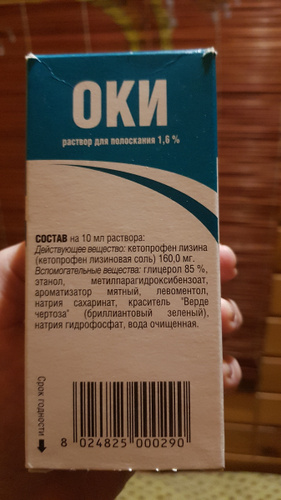 ОКИ
раствор для полоскания 1,6 %
СОСТАВ на 10 мл раствора:
Действующее вещество: кетопрофен лизина
(кетопрофен лизиновая соль) 160,0 мг.
Вспомогательные вещества: глицерол 85 %,
этанол, метилпарагидроксибензоат,
ароматизатор мятный, левоментол,
натрия сахаринат, краситель "Верде
чертоза" (бриллиантовый зеленый),
натрия гидрофосфат, вода очищенная.
Срок годности
8 024825 000290